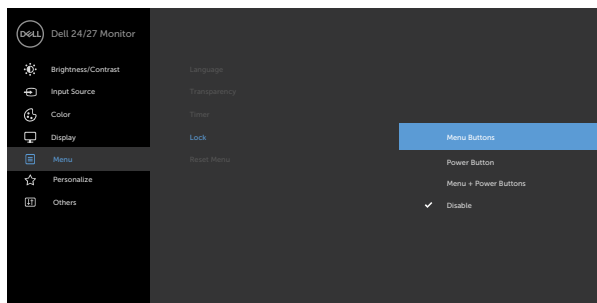 DELL Dell 24/27 Monitor
Brightness/Contrast
Input Source
Color
Display
Menu
Personalize
Others
Language
Transparency
Timer
Lock
Reset Menu
Menu Buttons
Power Button
Menu + Power Buttons
Disable